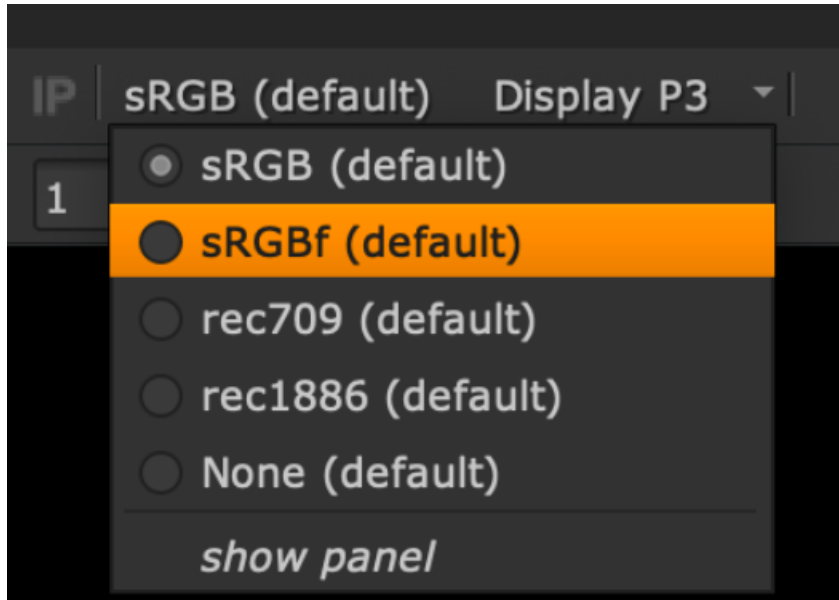 IP sRGB (default) Display P3
sRGB (default)
1
sRGBf (default)
rec709 (default)
rec1886 (default)
None (default)
show panel